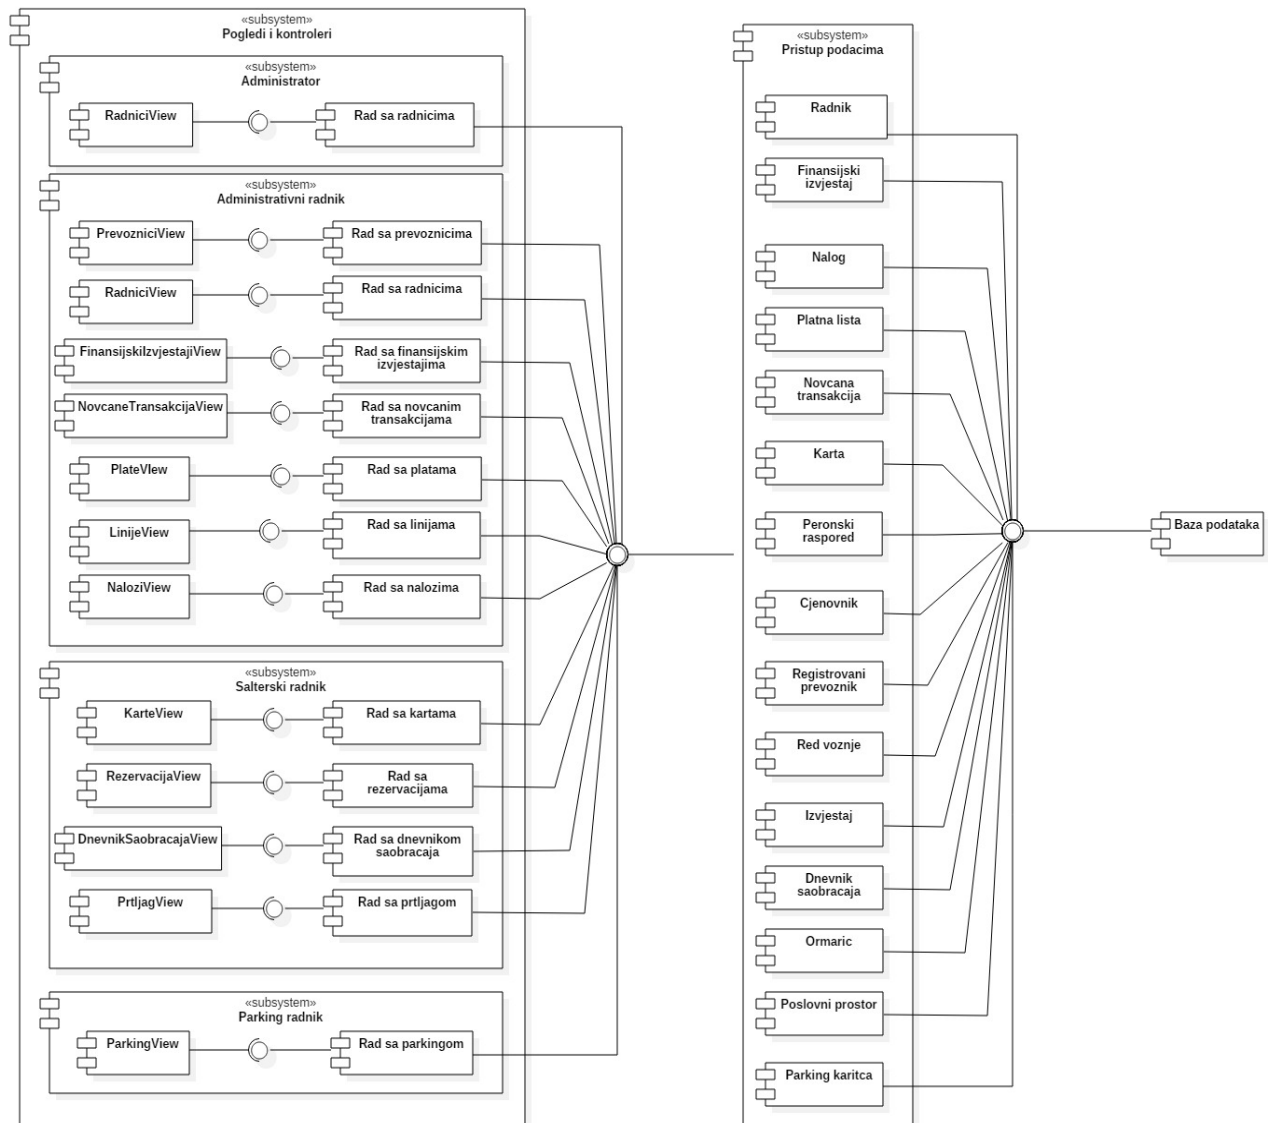 «subsystem»
Pogledi i kontroleri
«subsystem»
Administrator
RadniciView
Rad sa radnicima
«subsystem»
Administrativni radnik
PrevozniciView
Rad sa prevoznicima
RadniciView
Rad sa radnicima
FinansijskiIzvjestajiView
Rad sa finansijskim
izvjestajima
NovcaneTransakcijaView
Rad sa novcanim
transakcijama
PlateVIew
Rad sa platama
LinijeView
Rad sa linijama
NaloziView
Rad sa nalozima
«subsystem»
Salterski radnik
KarteView
Rad sa kartama
RezervacijaView
Rad sa
rezervacijama
DnevnikSaobracajaView
Rad sa dnevnikom
saobracaja
PrtljagView
Rad sa prtljagom
«subsystem»
Parking radnik
ParkingView
Rad sa parkingom
«subsystem»
Pristup podacima
Radnik
Finansijski
izvjestaj
Nalog
Platna lista
Novcana
transakcija
Karta
Peronski
raspored
Cjenovnik
Registrovani
prevoznik
Red voznje
Izvjestaj
Dnevnik
saobracaja
Ormaric
Poslovni prostor
Parking karitca
Baza podataka